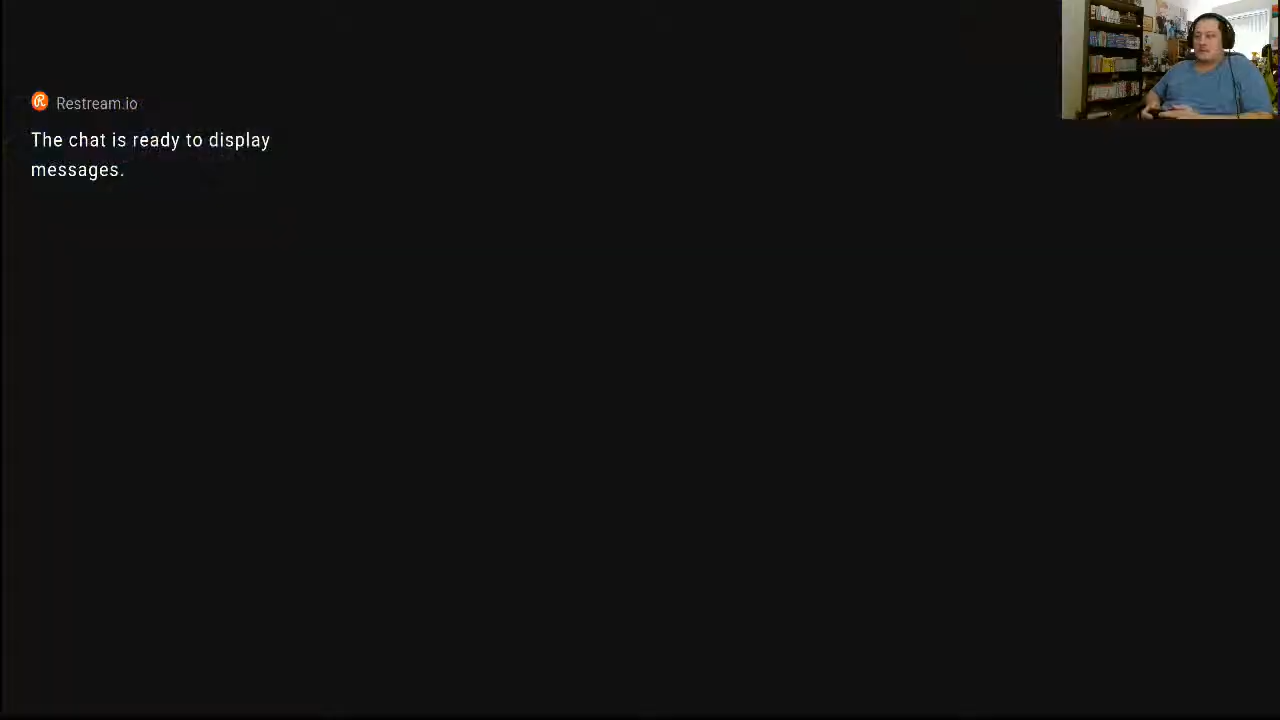 Restream.io
The chat is ready to display
messages.